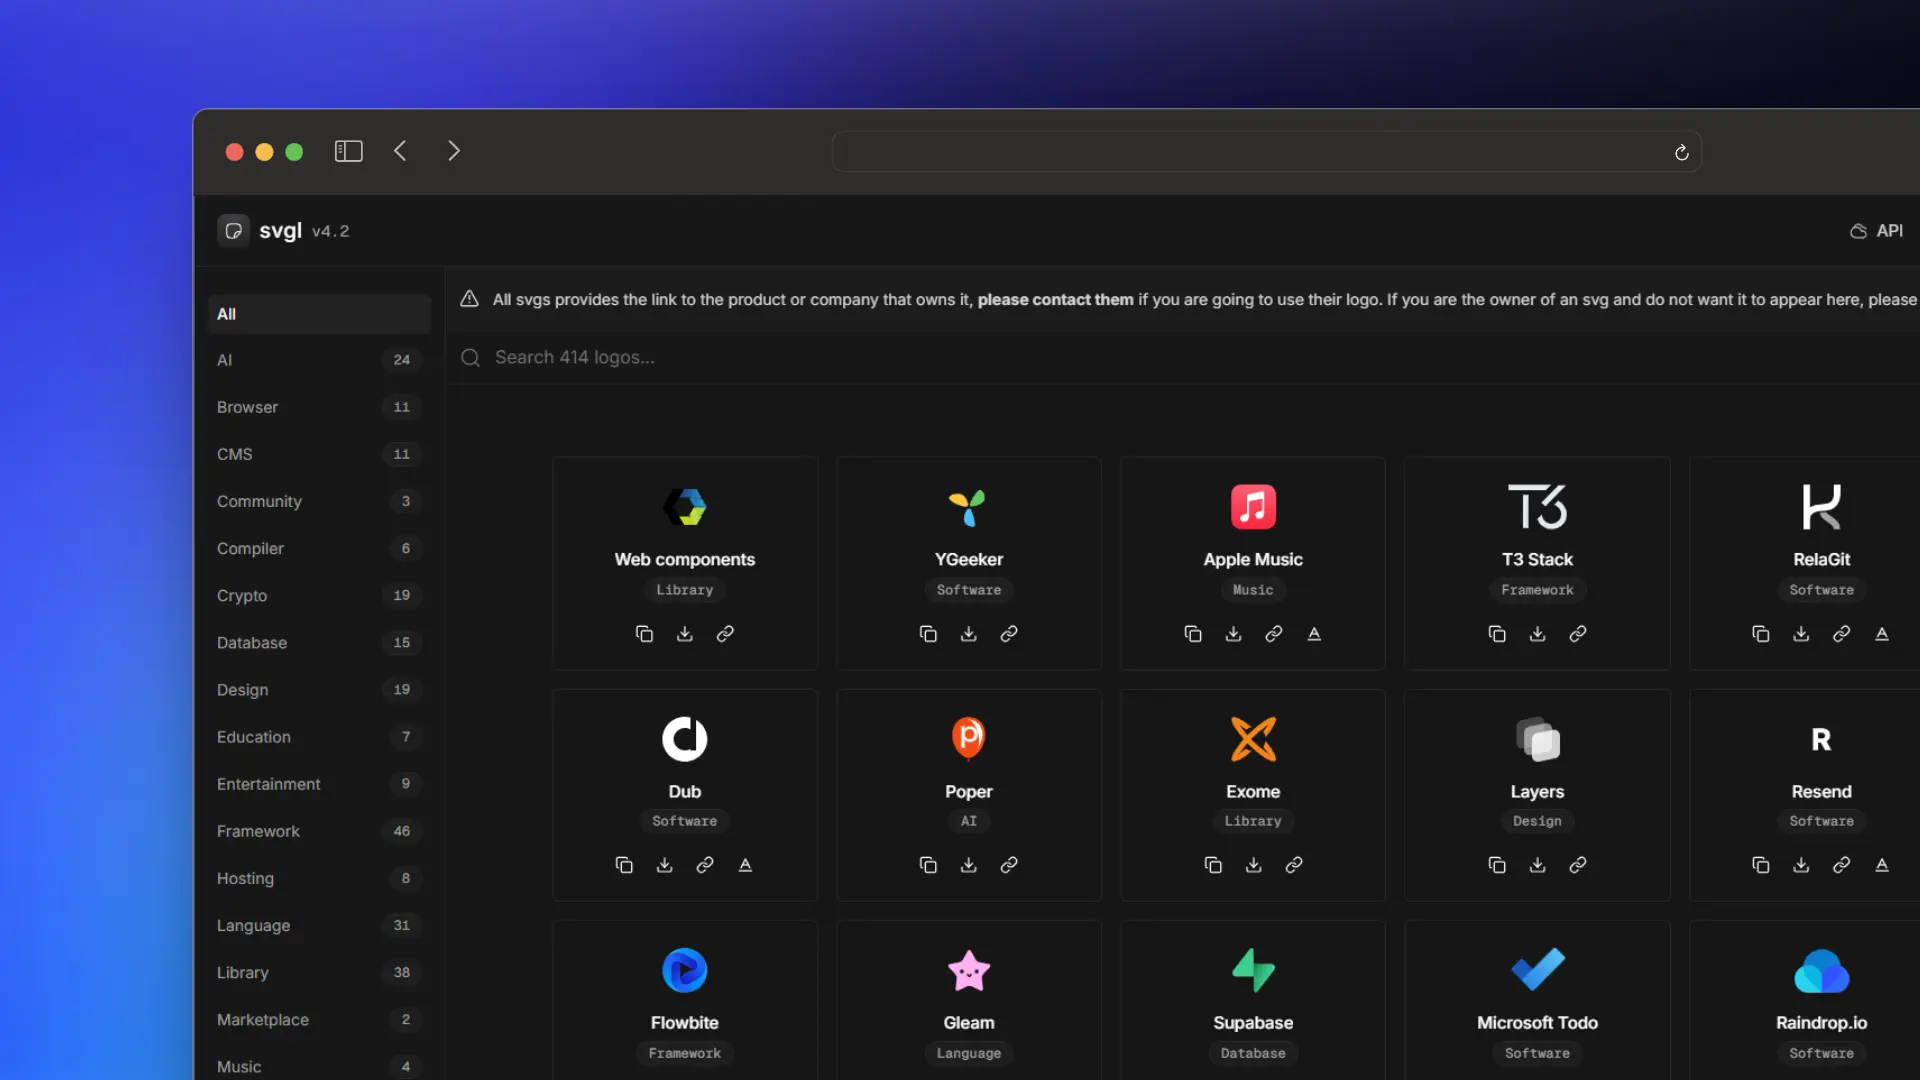 svgl v4.2
API
All
AI 24
Browser 11
CMS 11
Community 3
Compiler 6
Crypto 19
Database 15
Design 19
Education 7
Entertainment 9
Framework 46
Hosting 8
Language 31
Library 38
Marketplace 2
Music 4
All svgs provides the link to the product or company that owns it, please contact them if you are going to use their logo. If you are the owner of an svg and do not want it to appear here, please
Search 414 logos...
Web components
Library
YGeeker
Software
Apple Music
Music
T3
T3 Stack
Framework
RelaGit
Software
Dub
Software
P
Poper
AI
Exome
Library
Layers
Design
R
Resend
Software
Flowbite
Framework
Gleam
Language
Supabase
Database
Microsoft Todo
Software
Raindrop.io
Software